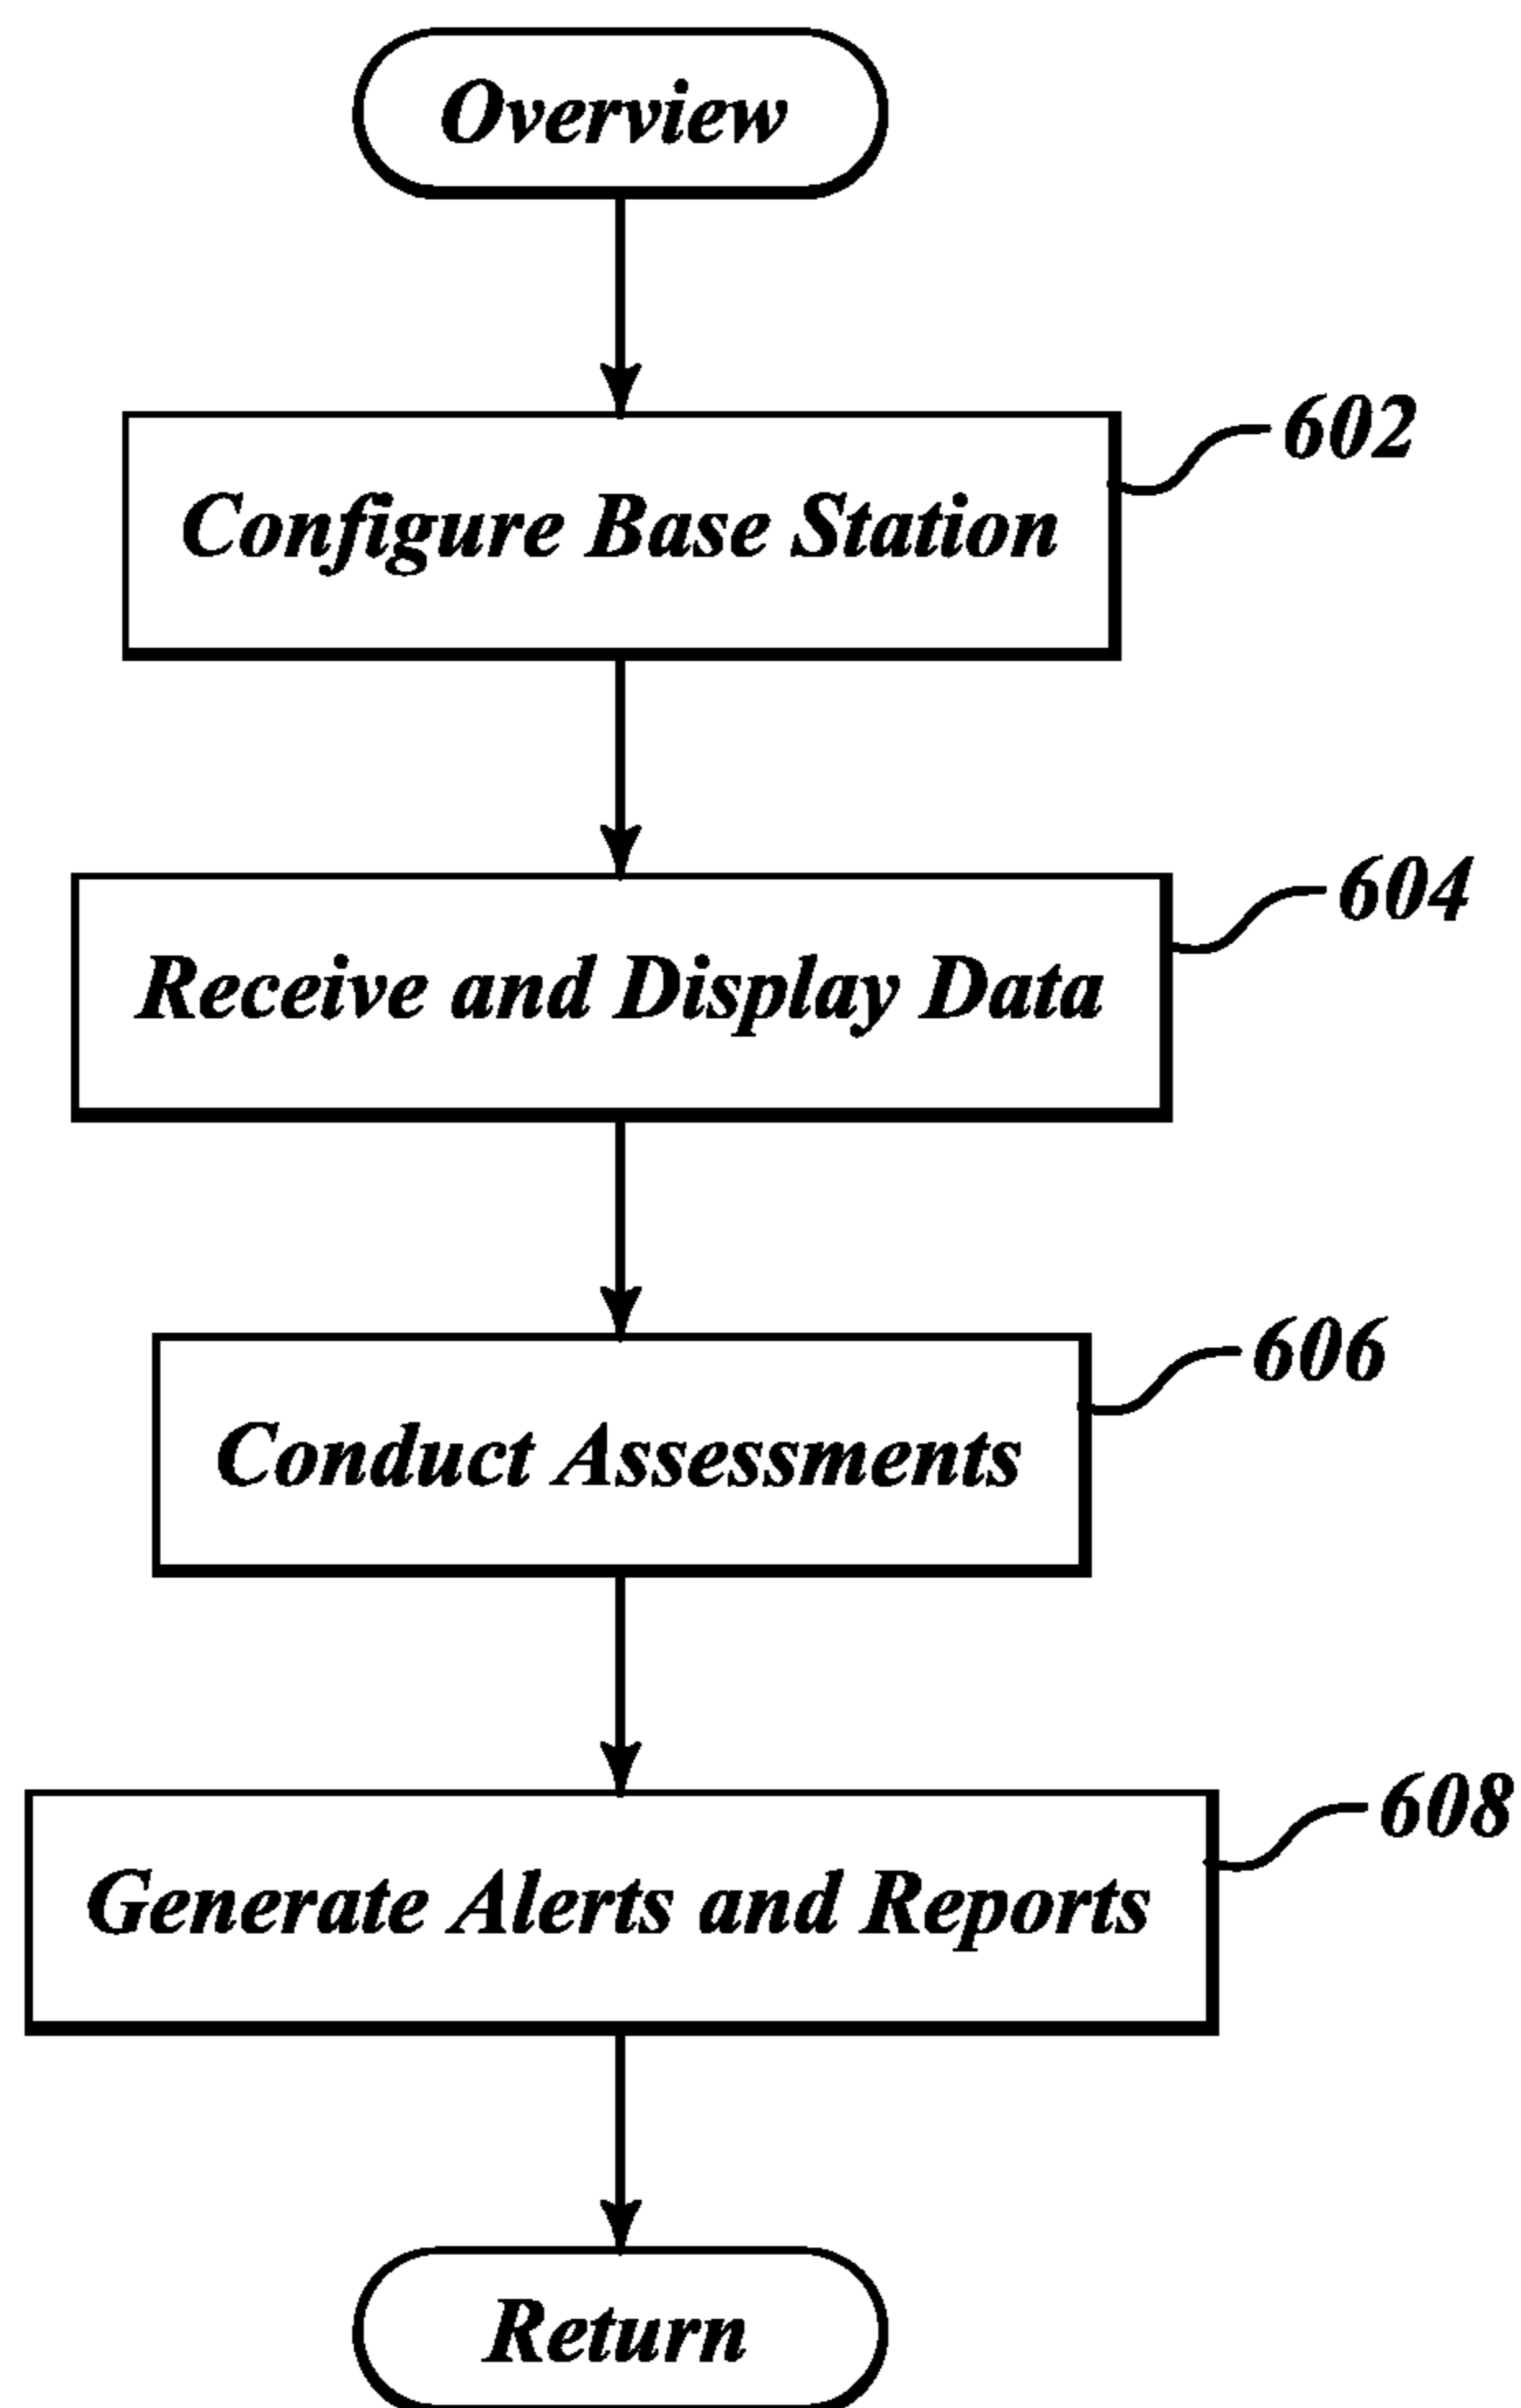 Overview
602
Configure Base Station
604
Receive and Display Data
606
Conduct Assessments
608
Generate Alerts and Reports
Return